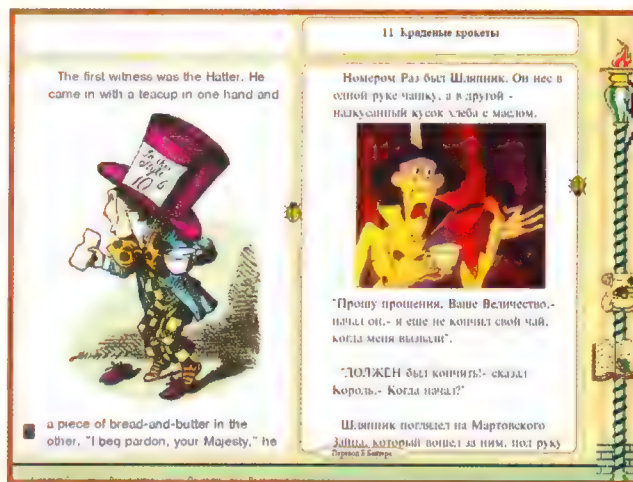 The first witness was the Hatter. He
came in with a teacup in one hand and
In this
Style
10 6
a piece of bread-and-butter in the
other. "I beg pardon, your Majesty," he
11 Краденые крокеты
Номером Раз был Шляпник. Он нес в
одной руке чашку, а в другой -
надкусанный кусок хлеба с маслом.
"Прошу прощения, Ваше Величество,-
начал он,- я еще не кончил свой чай,
когда меня вызвали".
"ДОЛЖЕН был кончить!- сказал
Король.- Когда начал?"
Шляпник поглядел на Мартовского
Зайца, который вошел за ним, под руку
Перевод Б.